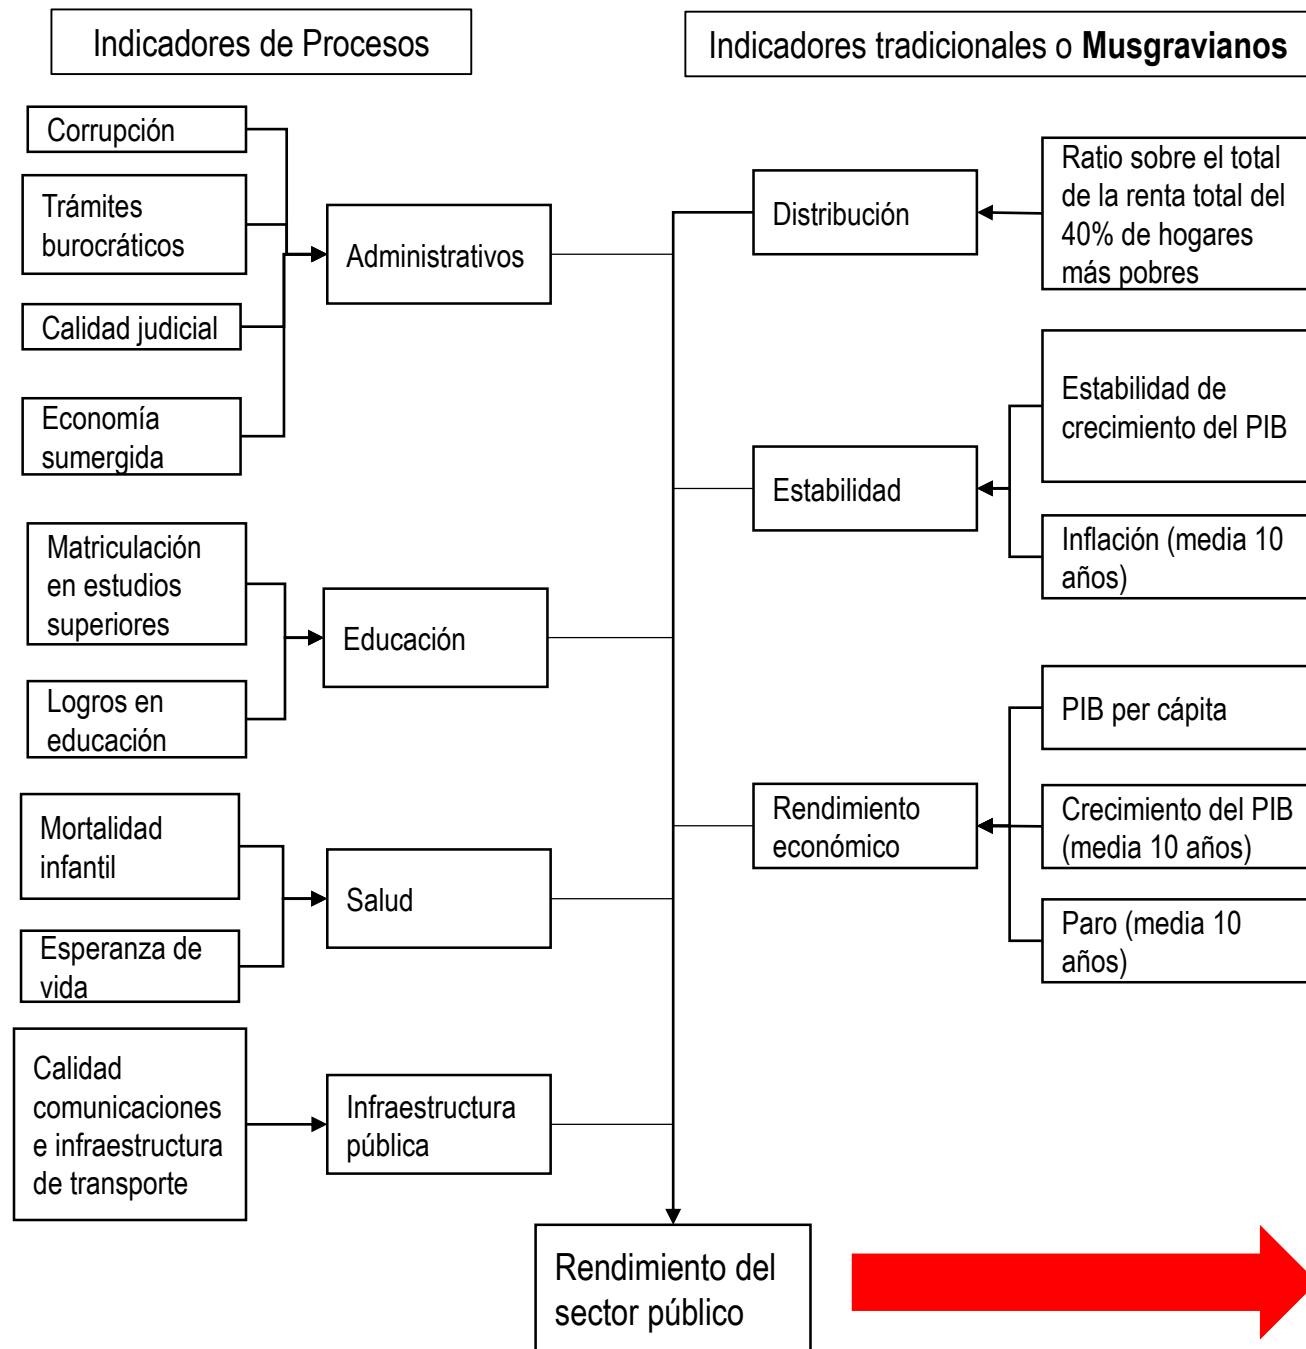 Indicadores de Procesos
Indicadores tradicionales o Musgravianos
Corrupción
Trámites
burocráticos
Calidad judicial
Economía
sumergida
Administrativos
Matriculación
en estudios
superiores
Logros en
educación
Educación
Mortalidad
infantil
Esperanza de
vida
Salud
Calidad
comunicaciones
e infraestructura
de transporte
Infraestructura
pública
Distribución
Ratio sobre el total
de la renta total del
40% de hogares
más pobres
Estabilidad
Estabilidad de
crecimiento del PIB
Inflación (media 10
años)
Rendimiento
económico
PIB per cápita
Crecimiento del PIB
(media 10 años)
Paro (media 10
años)
Rendimiento del
sector público